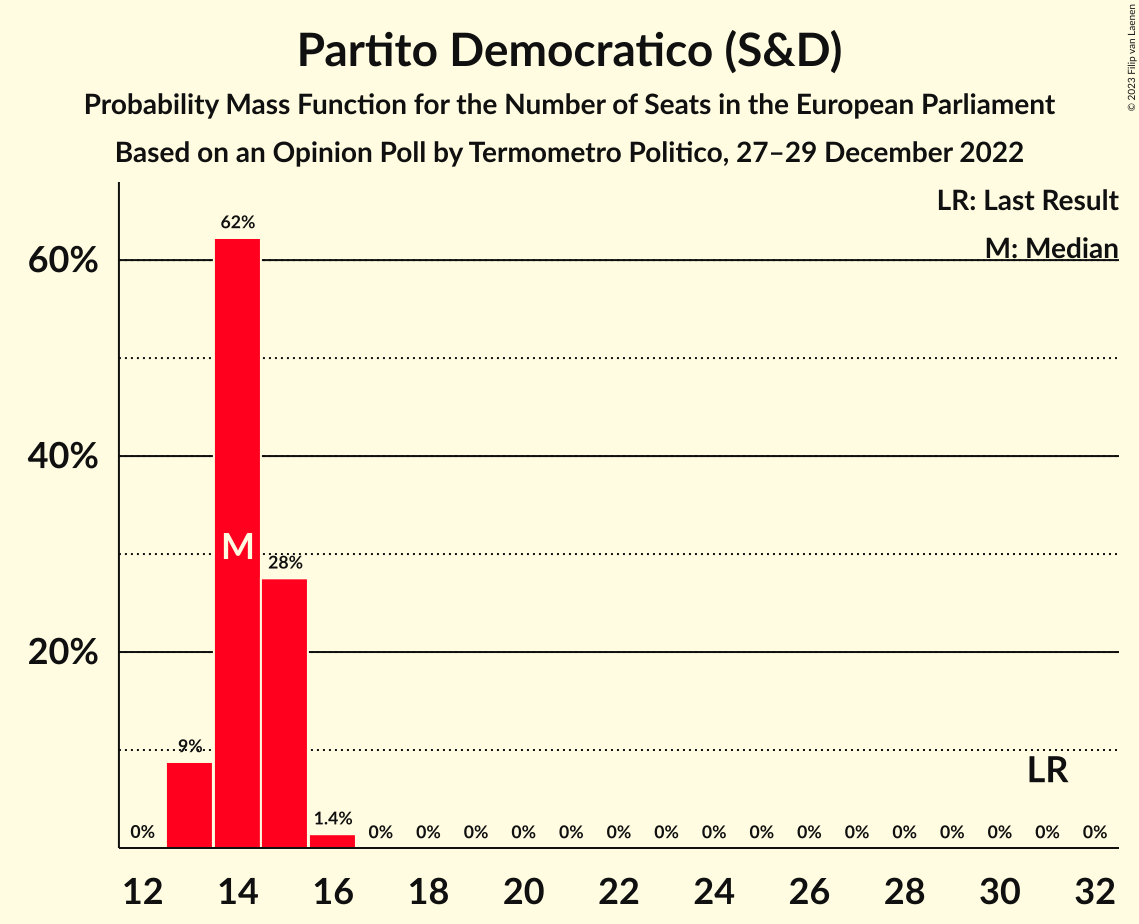 Partito Democratico (S&D)
Probability Mass Function for the Number of Seats in the European Parliament
Based on an Opinion Poll by Termometro Politico, 27–29 December 2022
© 2023 Filip van Laenen
LR: Last Result
M: Median
62%
60%
40%
M
28%
20%
9%
LR
1.4%
0% 0% 0% 0% 0% 0% 0% 0% 0% 0% 0% 0% 0% 0% 0% 0% 0%
12 14 16 18 20 22 24 26 28 30 32